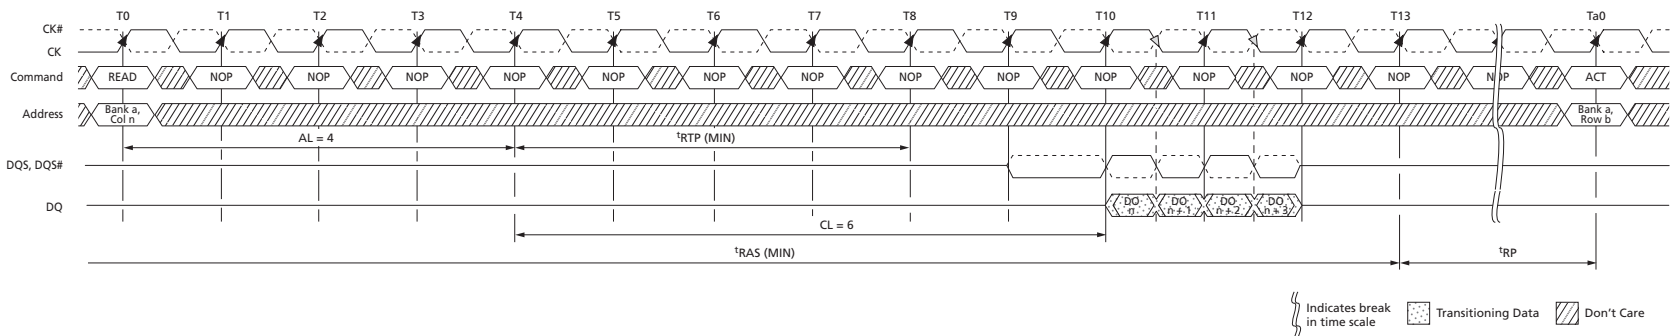 T0 T1 T2 T3 T4 T5 T6 T7 T8 T9 T10 T11 T12 T13 Ta0
CK#
CK
Command READ NOP NOP NOP NOP NOP NOP NOP NOP NOP NOP NOP NOP NOP NOP ACT
Address Bank a, Col n Bank a, Row b
AL = 4 tRTP (MIN)
DQS, DQS#
DQ DO n DO n + 1 DO n + 2 DO n + 3
CL = 6
tRAS (MIN) tRP
Indicates break in time scale Transitioning Data Don't Care